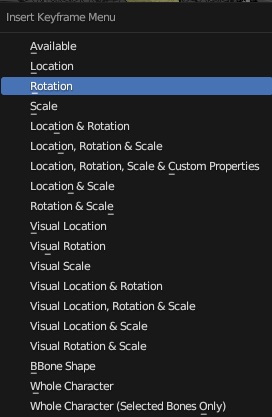 Insert Keyframe Menu
Available
Location
Rotation
Scale
Location & Rotation
Location, Rotation & Scale
Location, Rotation, Scale & Custom Properties
Location & Scale
Rotation & Scale
Visual Location
Visual Rotation
Visual Scale
Visual Location & Rotation
Visual Location, Rotation & Scale
Visual Location & Scale
Visual Rotation & Scale
BBone Shape
Whole Character
Whole Character (Selected Bones Only)